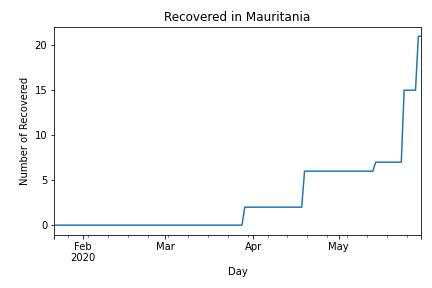 Recovered in Mauritania
Number of Recovered
20
15
10
5
0
Feb
2020
Mar
Apr
May
Day